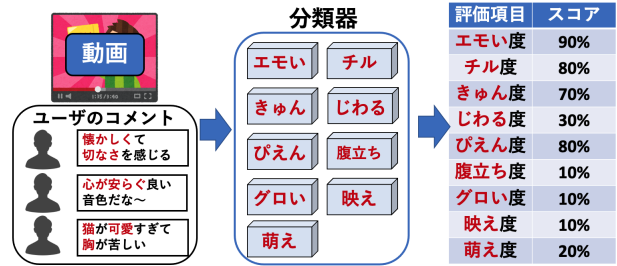 動画
ユーザのコメント
懐かしくて
切なさを感じる
心が安らぐ良い
音色だな～
猫が可愛すぎて
胸が苦しい
分類器
エモい
チル
きゅん
じわる
ぴえん
腹立ち
グロい
映え
萌え
評価項目 スコア
エモい度 90%
チル度 80%
きゅん度 70%
じわる度 30%
ぴえん度 80%
腹立ち度 10%
グロい度 10%
映え度 10%
萌え度 20%